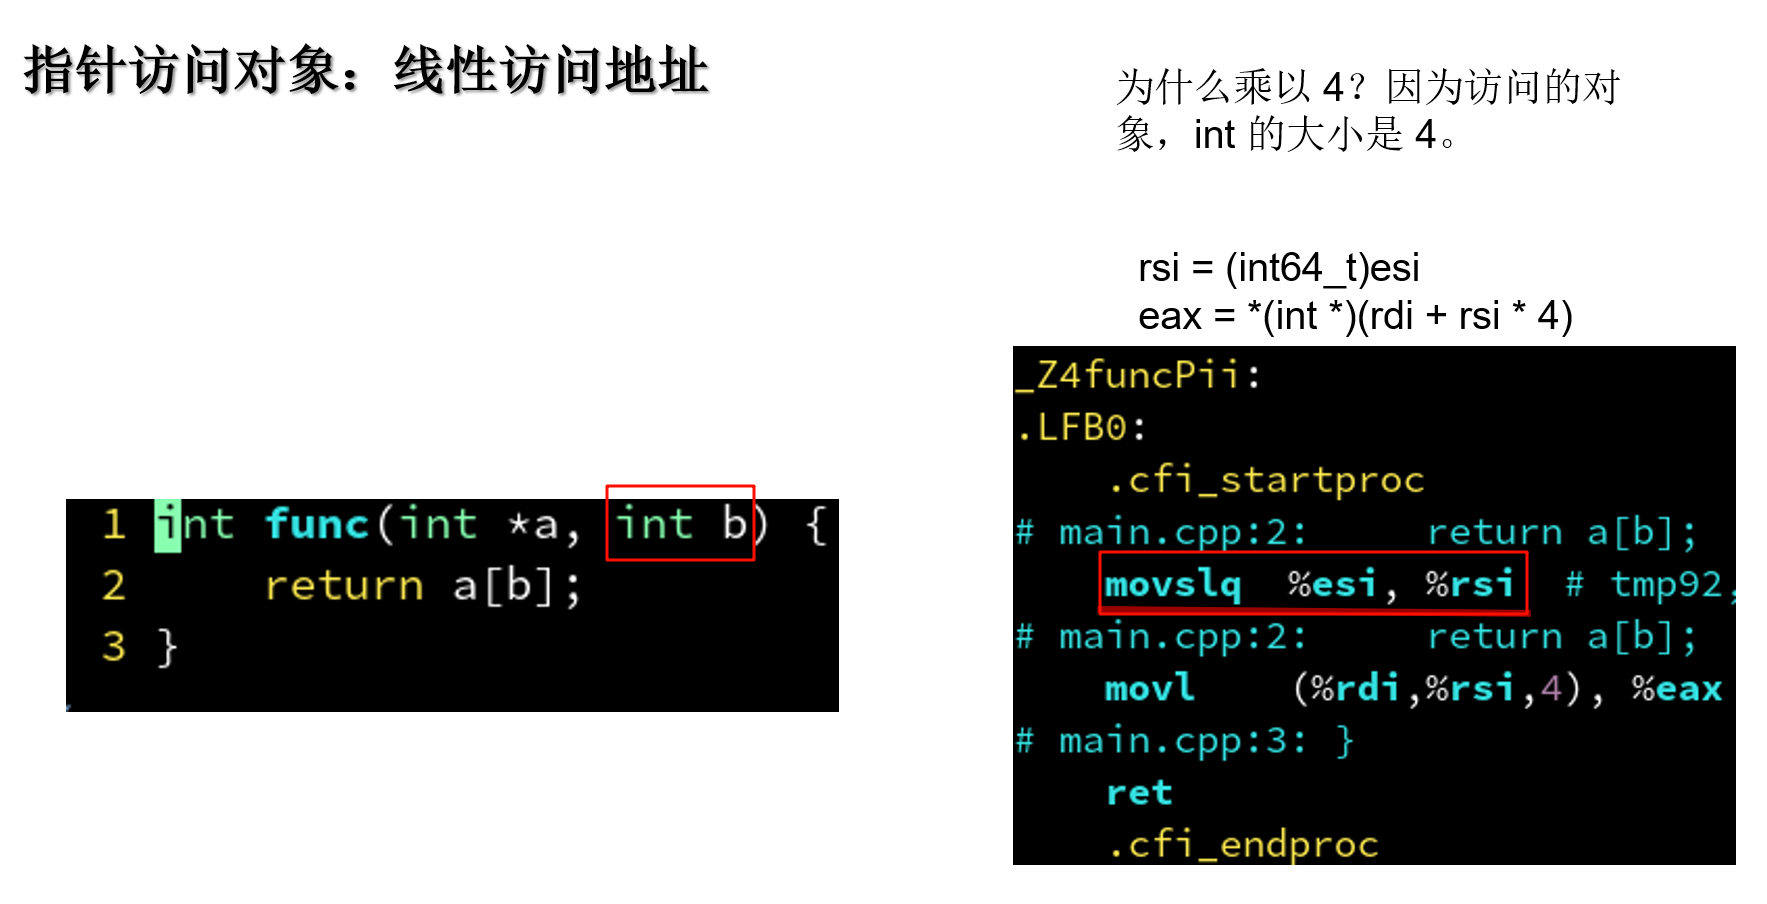 指针访问对象：线性访问地址
为什么乘以 4？因为访问的对
象，int 的大小是 4。
rsi = (int64_t)esi
eax = *(int *)(rdi + rsi * 4)
1 int func(int *a, int b) {
2     return a[b];
3 }
_Z4funcPii:
.LFB0:
    .cfi_startproc
# main.cpp:2:     return a[b];
    movslq  %esi, %rsi  # tmp92,
# main.cpp:2:     return a[b];
    movl    (%rdi,%rsi,4), %eax
# main.cpp:3: }
    ret
    .cfi_endproc